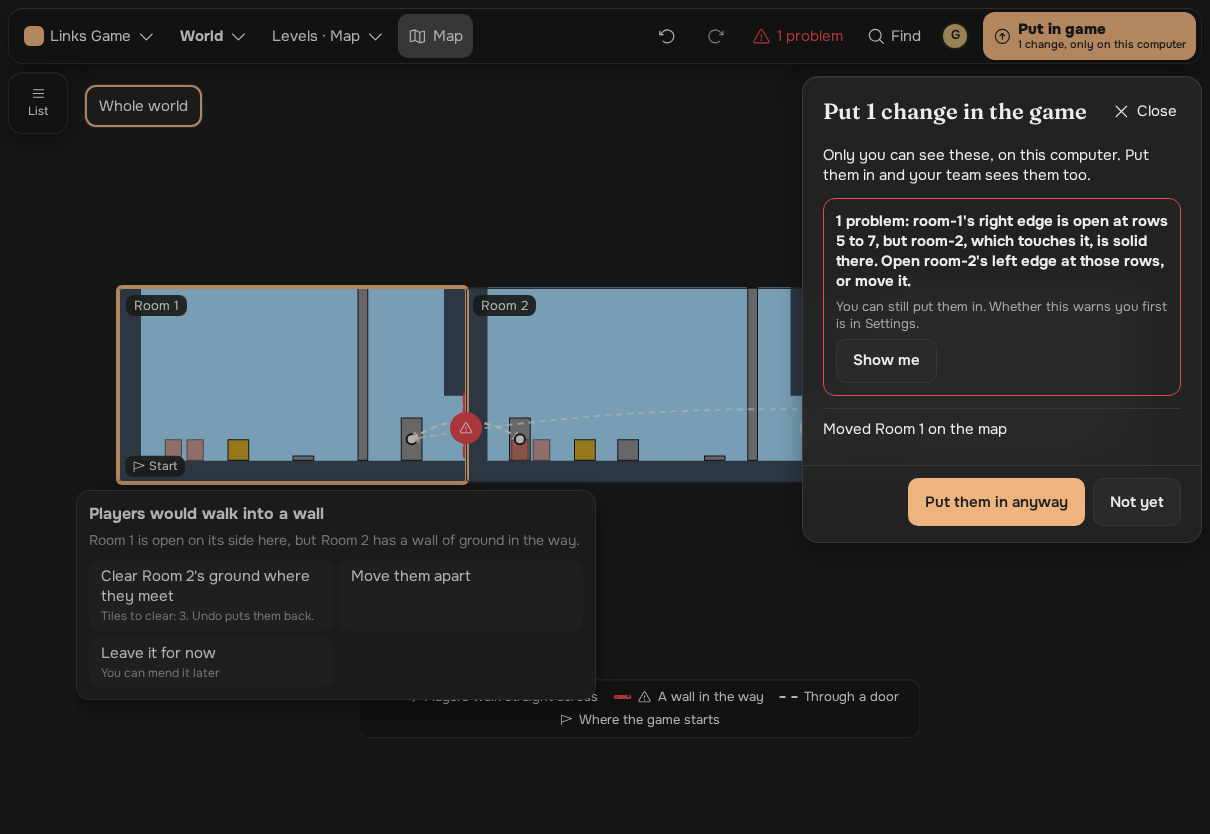 Links Game
World
Levels · Map
Map
1 problem
Find
G
Put in game
1 change, only on this computer
List
Whole world
Put 1 change in the game
Close
Only you can see these, on this computer. Put
them in and your team sees them too.
1 problem: room-1's right edge is open at rows
5 to 7, but room-2, which touches it, is solid
there. Open room-2's left edge at those rows,
or move it.
You can still put them in. Whether this warns you first
is in Settings.
Show me
Moved Room 1 on the map
Put them in anyway
Not yet
Room 1
Room 2
Start
Players would walk into a wall
Room 1 is open on its side here, but Room 2 has a wall of ground in the way.
Clear Room 2's ground where
they meet
Tiles to clear: 3. Undo puts them back.
Move them apart
Leave it for now
You can mend it later
A wall in the way
Through a door
Where the game starts